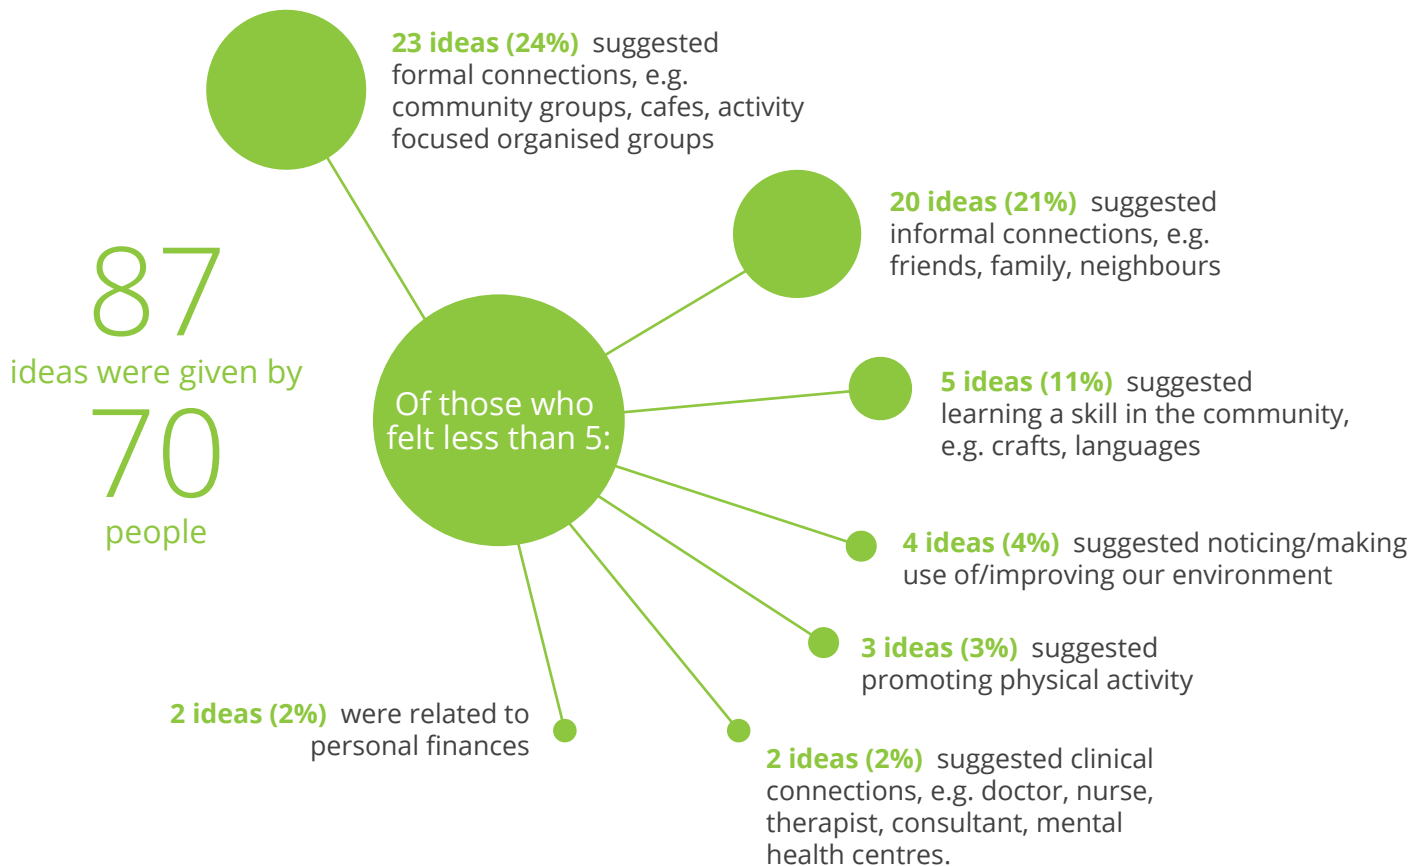 87
ideas were given by
70
people
Of those who
felt less than 5:
23 ideas (24%) suggested
formal connections, e.g.
community groups, cafes, activity
focused organised groups
20 ideas (21%) suggested
informal connections, e.g.
friends, family, neighbours
5 ideas (11%) suggested
learning a skill in the community,
e.g. crafts, languages
4 ideas (4%) suggested noticing/making
use of/improving our environment
3 ideas (3%) suggested
promoting physical activity
2 ideas (2%) suggested clinical
connections, e.g. doctor, nurse,
therapist, consultant, mental
health centres.
2 ideas (2%) were related to
personal finances